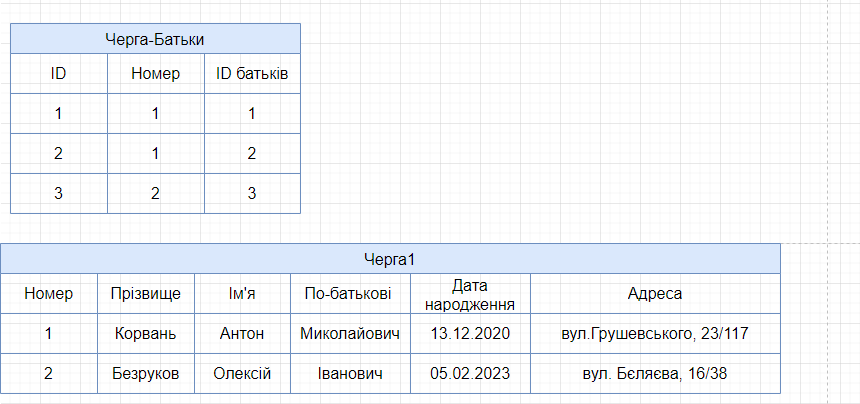 Черга-Батьки
ID Номер ID батьків
1 1 1
2 1 2
3 2 3
Черга1
Номер Прізвище Ім'я По-батькові Дата народження Адреса
1 Корвань Антон Миколайович 13.12.2020 вул.Грушевського, 23/117
2 Безруков Олексій Іванович 05.02.2023 вул. Бєляєва, 16/38